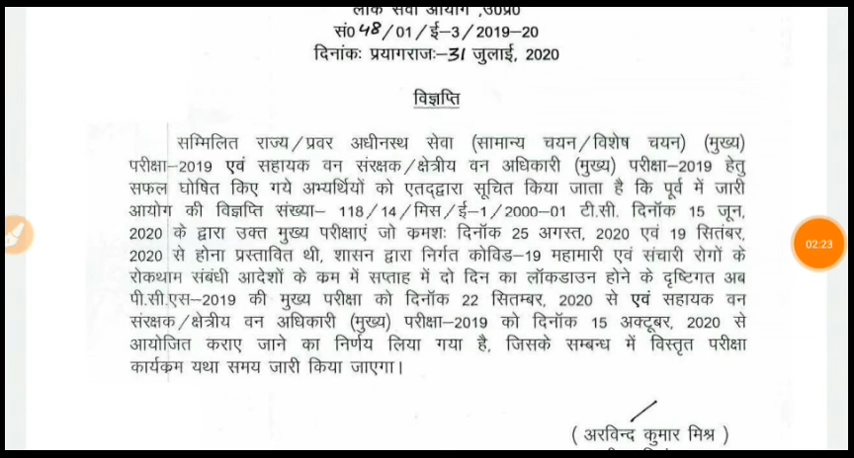 लोक सेवा आयोग ,उ०प्र०
सं० 48/01/ई-3/2019-20
दिनांकः प्रयागराजः-31 जुलाई, 2020
विज्ञप्ति
सम्मिलित राज्य/प्रवर अधीनस्थ सेवा (सामान्य चयन/विशेष चयन) (मुख्य)
परीक्षा-2019 एवं सहायक वन संरक्षक/क्षेत्रीय वन अधिकारी (मुख्य) परीक्षा-2019 हेतु
सफल घोषित किए गये अभ्यर्थियों को एतद्द्वारा सूचित किया जाता है कि पूर्व में जारी
आयोग की विज्ञप्ति संख्या- 118/14/मिस/ई-1/2000-01 टी.सी. दिनॉक 15 जून,
2020 के द्वारा उक्त मुख्य परीक्षाएं जो कमशः दिनॉक 25 अगस्त, 2020 एवं 19 सितंबर,
2020 से होना प्रस्तावित थी, शासन द्वारा निर्गत कोविड-19 महामारी एवं संचारी रोगों के
रोकथाम संबंधी आदेशों के कम में सप्ताह में दो दिन का लॉकडाउन होने के दृष्टिगत अब
पी.सी.एस-2019 की मुख्य परीक्षा को दिनॉक 22 सितम्बर, 2020 से एवं सहायक वन
संरक्षक/क्षेत्रीय वन अधिकारी (मुख्य) परीक्षा-2019 को दिनॉक 15 अक्टूबर, 2020 से
आयोजित कराए जाने का निर्णय लिया गया है, जिसके सम्बन्ध में विस्तृत परीक्षा
कार्यकम यथा समय जारी किया जाएगा।
02:23
( अरविन्द कुमार मिश्र )